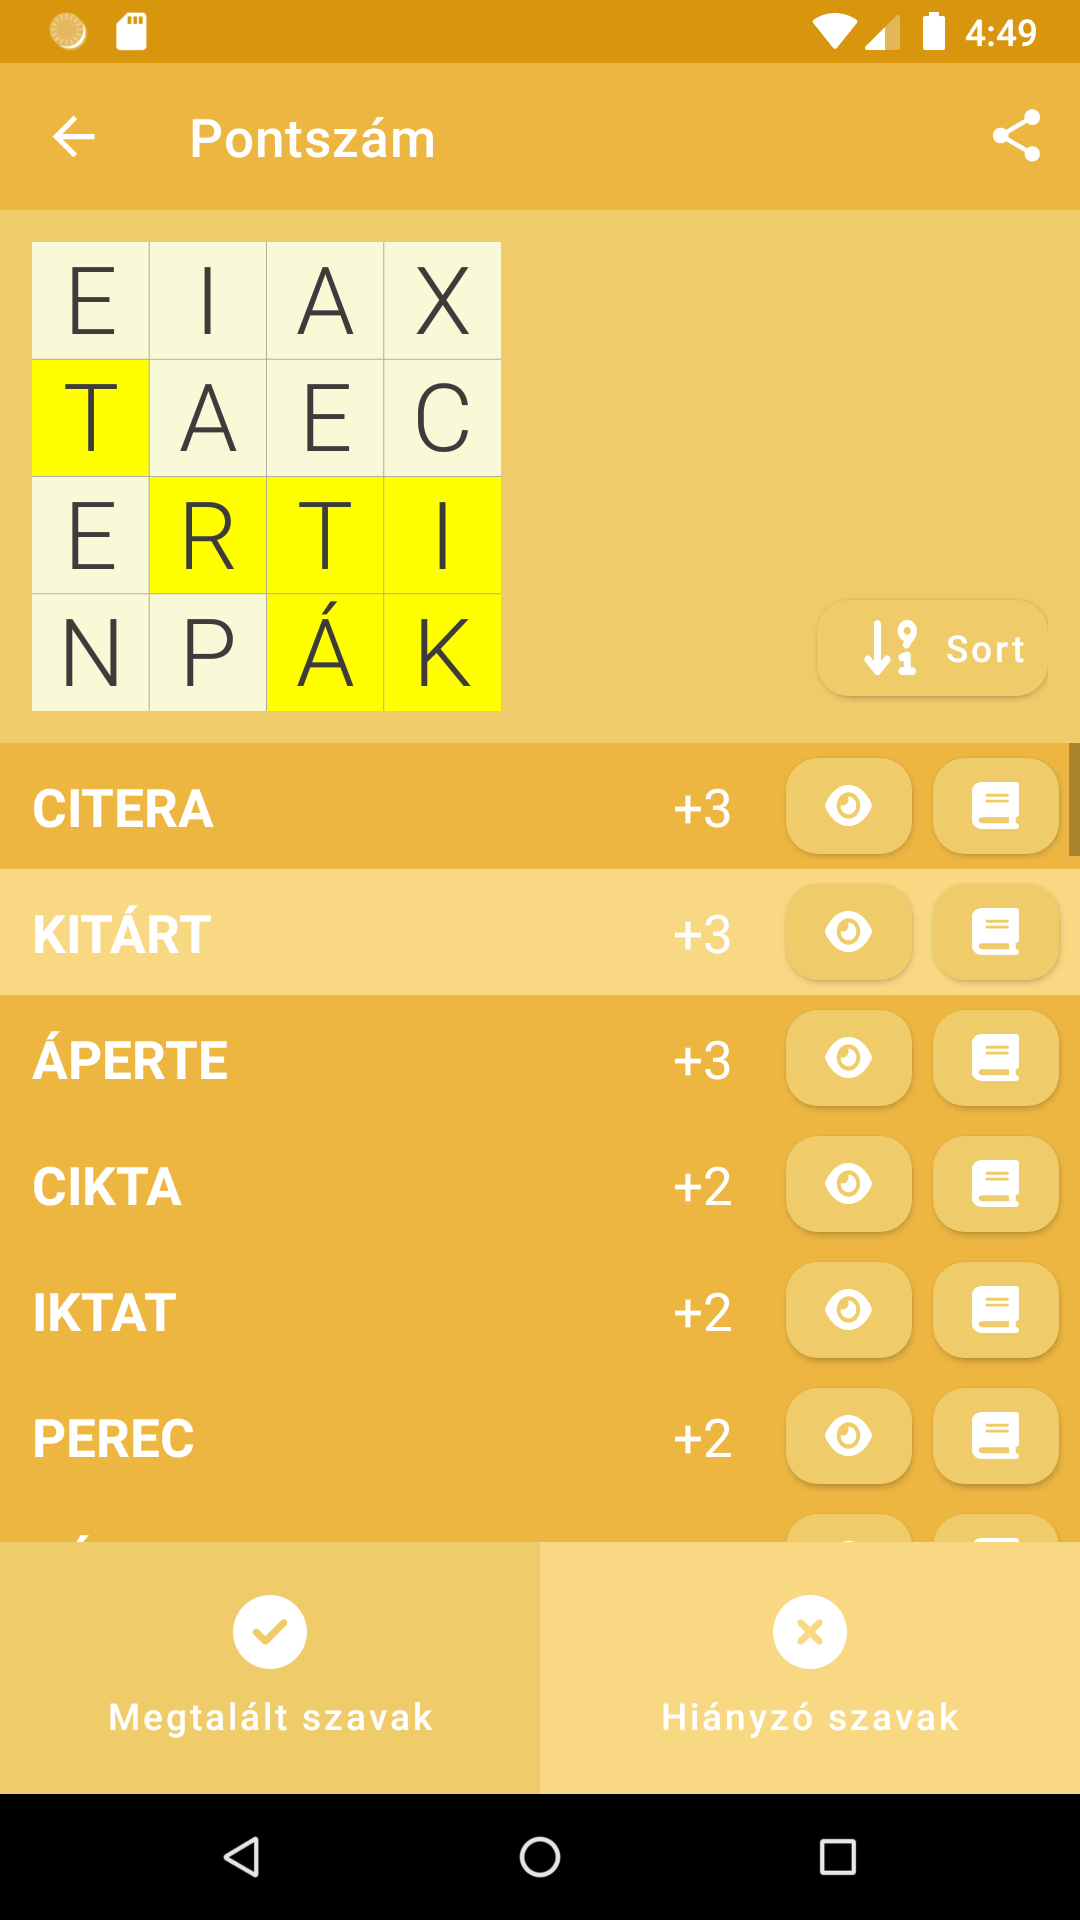 4:49
Pontszám
E I A X
T A E C
E R T I
N P Á K
Sort
CITERA +3
KITÁRT +3
ÁPERTE +3
CIKTA +2
IKTAT +2
PEREC +2
Megtalált szavak
Hiányzó szavak